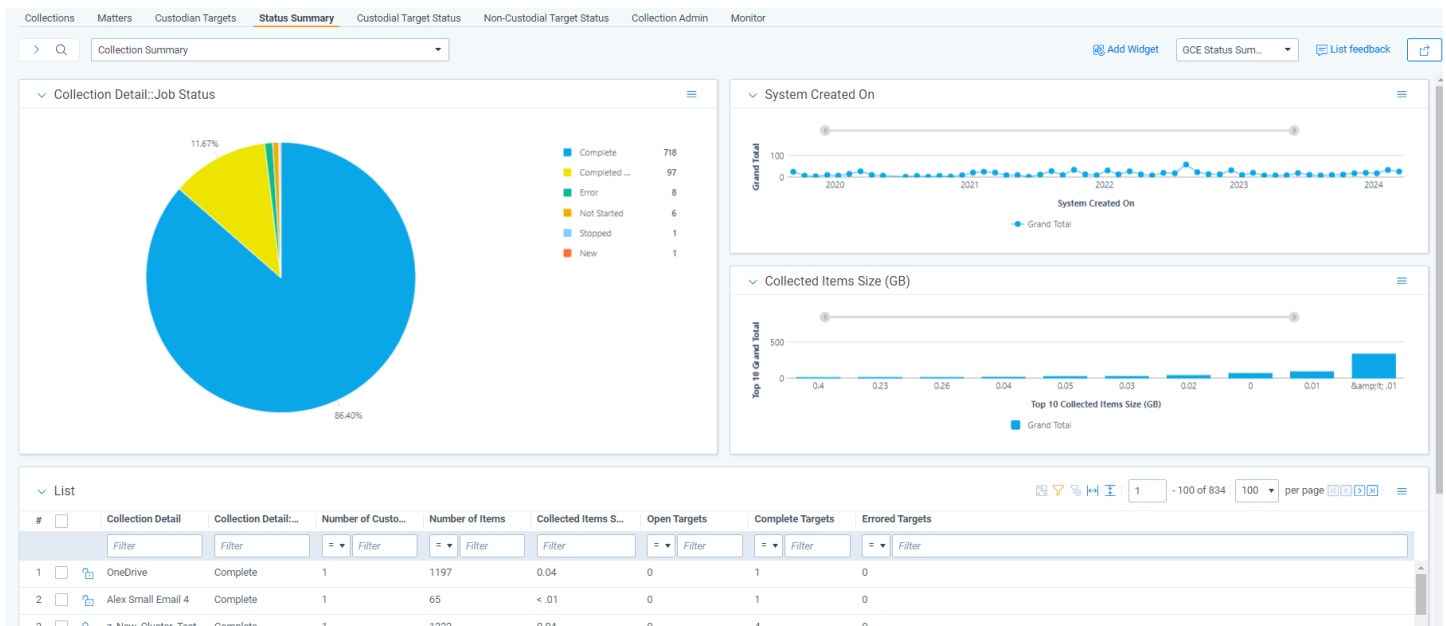 Collections Matters Custodian Targets Status Summary Custodial Target Status Non-Custodial Target Status Collection Admin Monitor
Collection Summary Add Widget GCE Status Sum... List feedback
Collection Detail::Job Status
11.67%
86.40%
Complete 718
Completed ... 97
Error 8
Not Started 6
Stopped 1
New 1
System Created On
Grand Total
100
0
2020 2021 2022 2023 2024
System Created On
Grand Total
Collected Items Size (GB)
Top 10 Grand Total
500
0
0.4 0.23 0.26 0.04 0.05 0.03 0.02 0 0.01 &amp;lt; .01
Top 10 Collected Items Size (GB)
Grand Total
List 1 - 100 of 834 100 per page
# Collection Detail Collection Detail:... Number of Custo... Number of Items Collected Items S... Open Targets Complete Targets Errored Targets
Filter Filter = Filter = Filter Filter = Filter = Filter = Filter
1 OneDrive Complete 1 1197 0.04 0 1 0
2 Alex Small Email 4 Complete 1 65 < .01 0 1 0